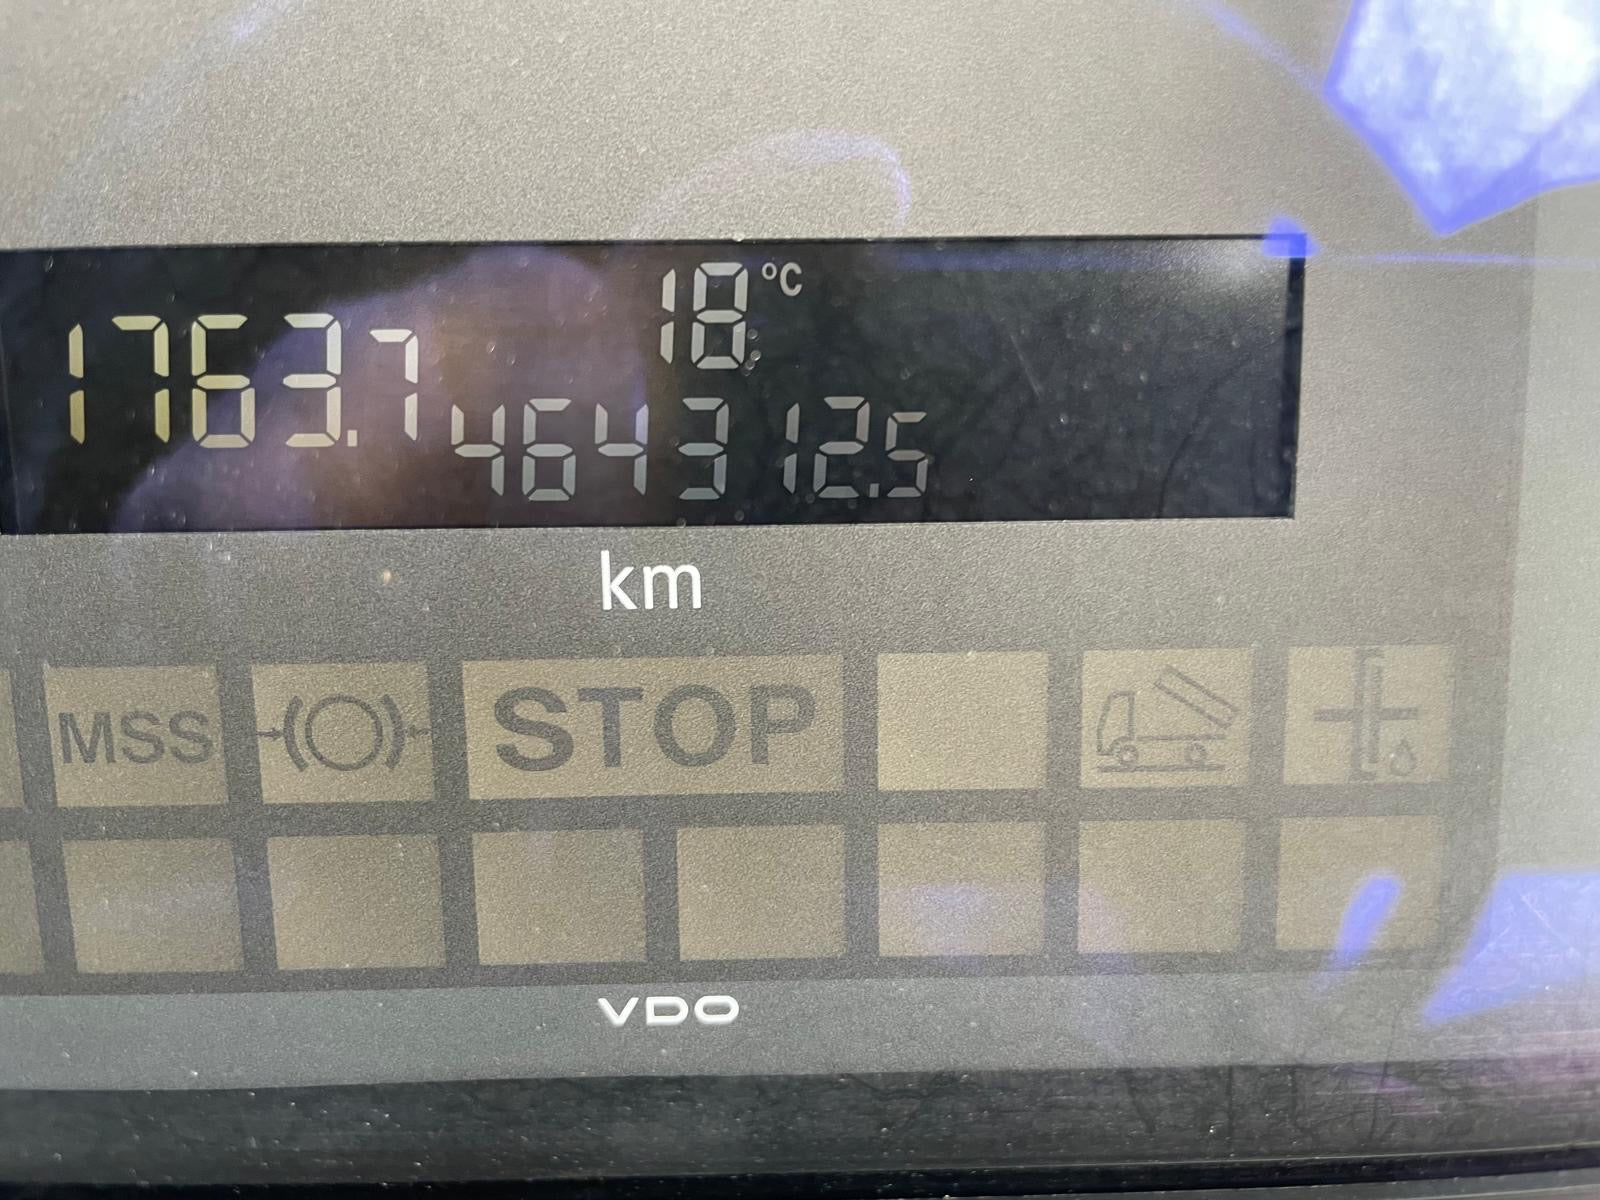 18 °C
1763.7
464312.5
km
MSS
STOP
VDO